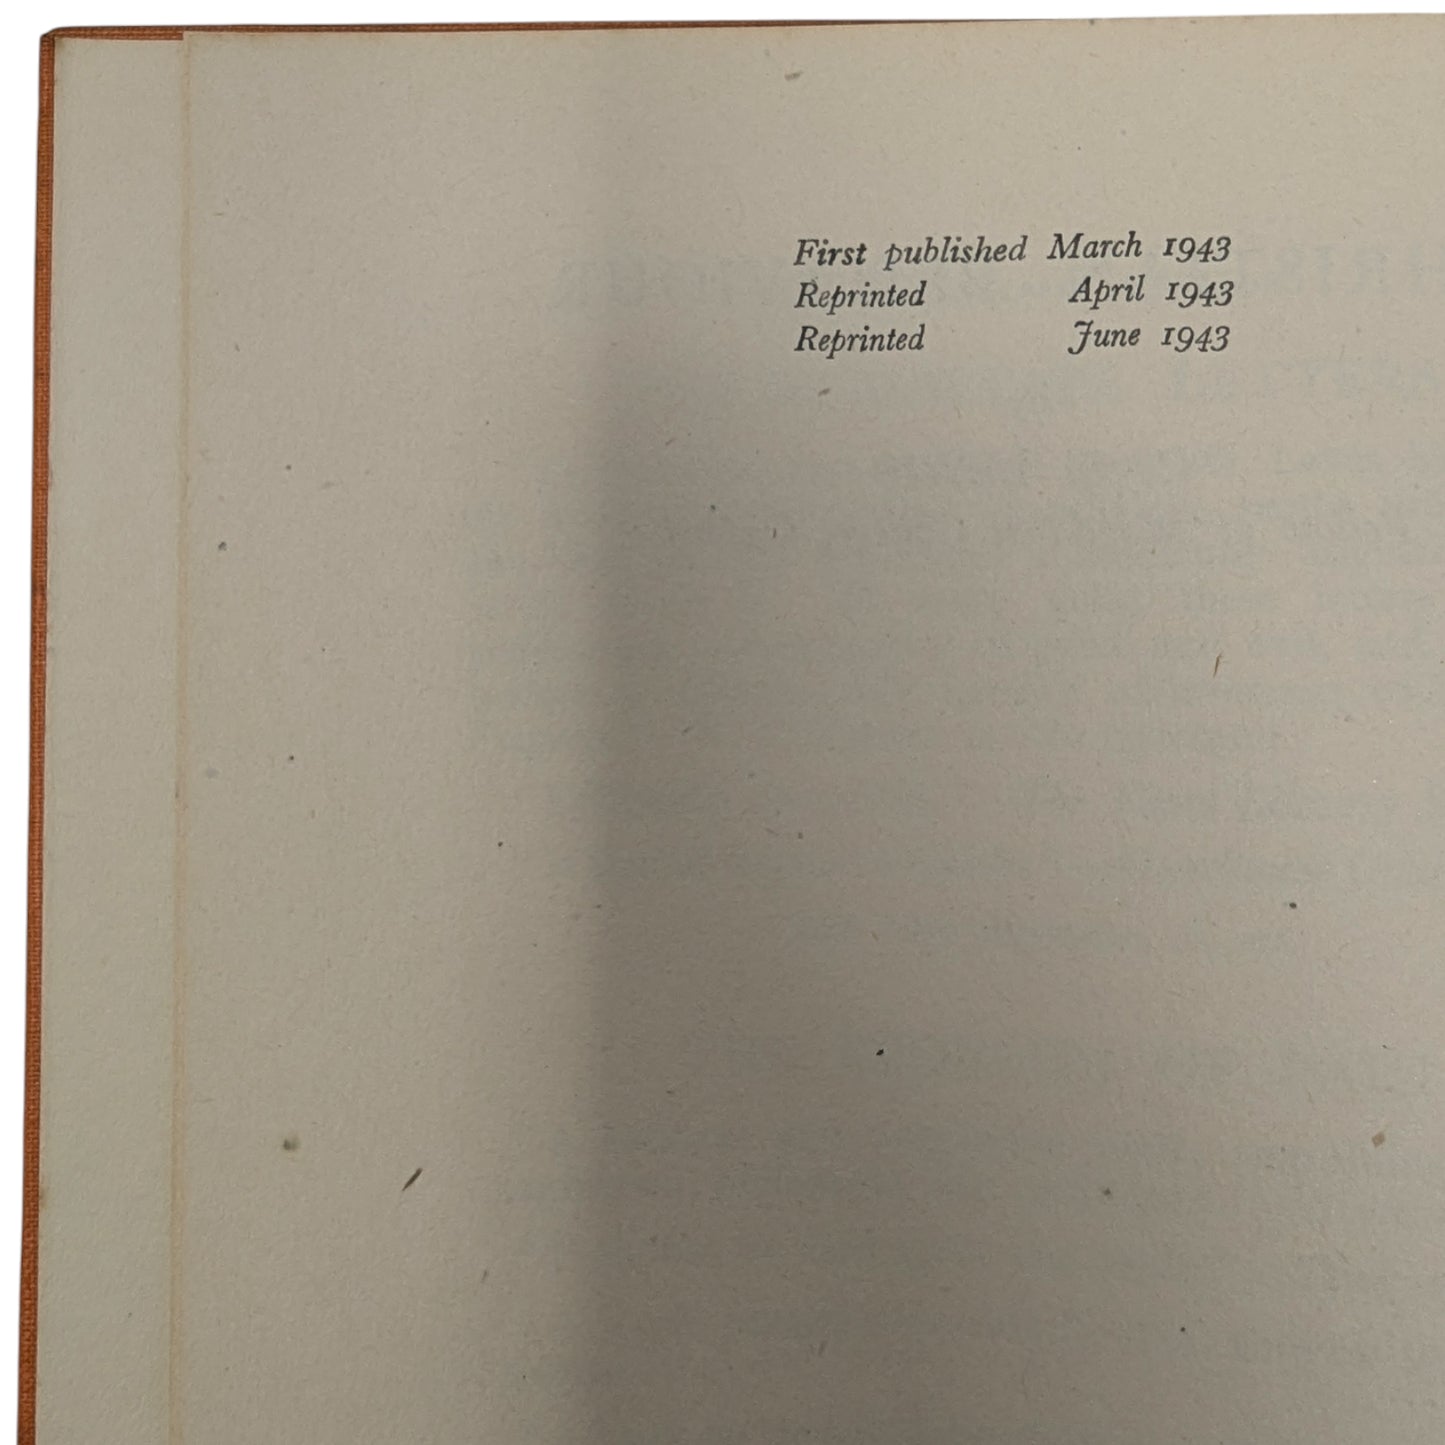 First published March 1943
Reprinted April 1943
Reprinted June 1943